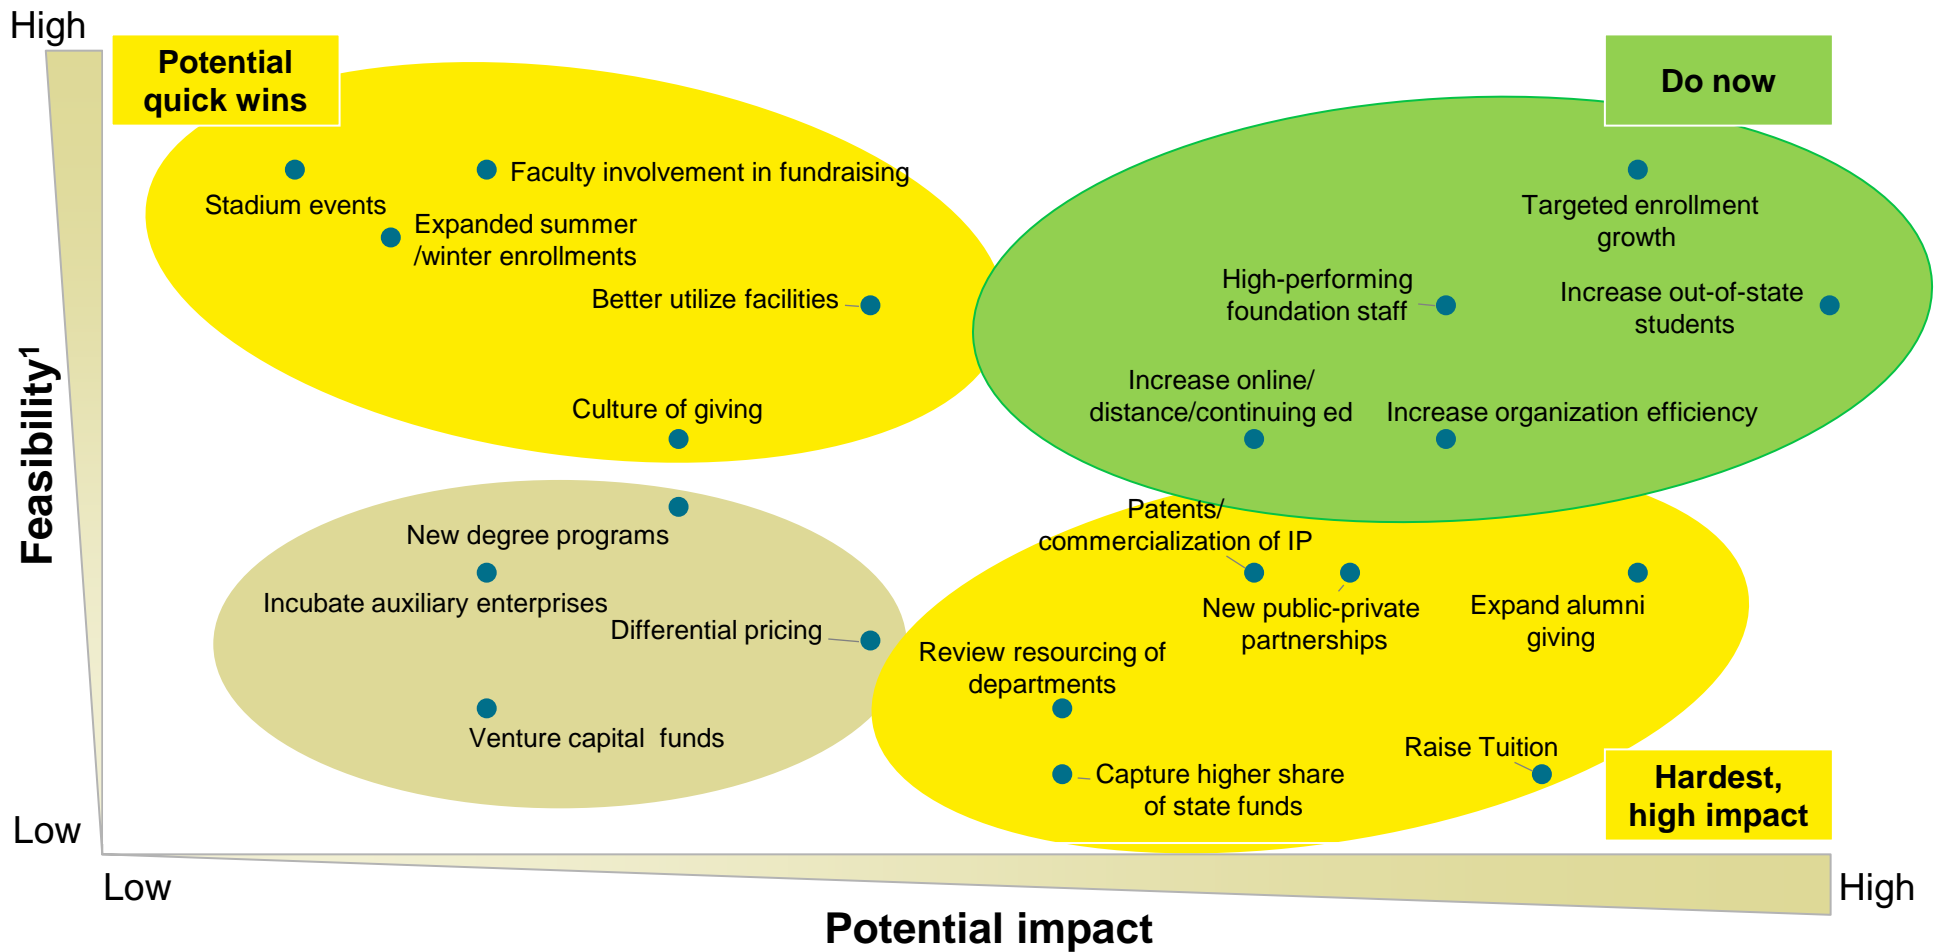 High
Potential
quick wins
Do now
Stadium events
Faculty involvement in fundraising
Expanded summer
/winter enrollments
Better utilize facilities
Culture of giving
Targeted enrollment
growth
High-performing
foundation staff
Increase out-of-state
students
Increase online/
distance/continuing ed
Increase organization efficiency
Feasibility1
New degree programs
Incubate auxiliary enterprises
Differential pricing
Venture capital  funds
Patents/
commercialization of IP
New public-private
partnerships
Expand alumni
giving
Review resourcing of
departments
Capture higher share
of state funds
Raise Tuition
Hardest,
high impact
Low
Low
High
Potential impact